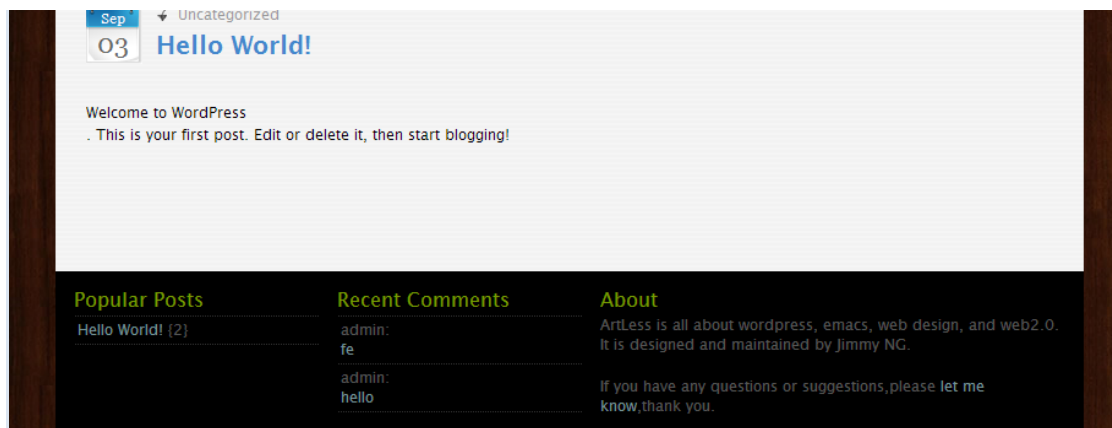 Sep
Uncategorized
03
Hello World!
Welcome to WordPress
. This is your first post. Edit or delete it, then start blogging!
Popular Posts
Hello World! {2}
Recent Comments
admin:
fe
admin:
hello
About
ArtLess is all about wordpress, emacs, web design, and web2.0.
It is designed and maintained by Jimmy NG.
If you have any questions or suggestions,please let me
know,thank you.